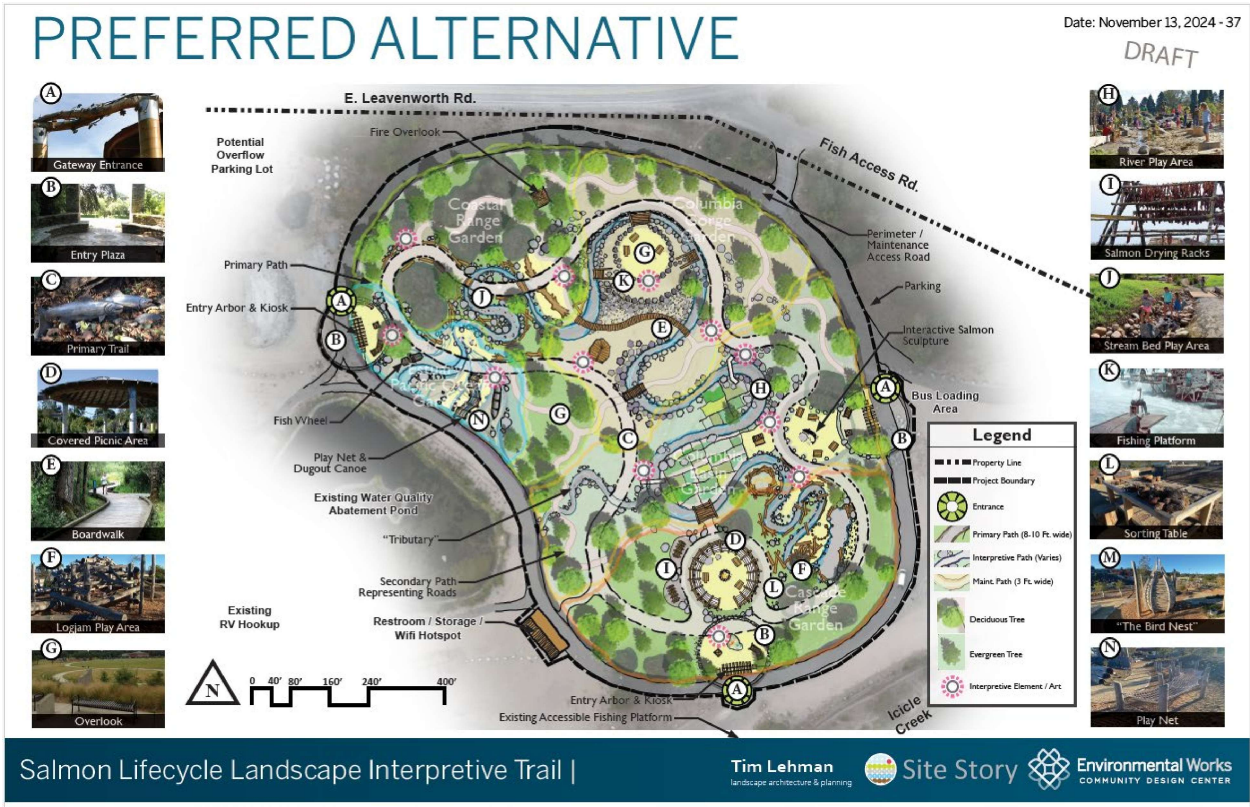 PREFERRED ALTERNATIVE
Date: November 13, 2024 - 37
DRAFT
A
Gateway Entrance
B
Entry Plaza
C
Primary Trail
D
Covered Picnic Area
E
Boardwalk
F
Logjam Play Area
G
Overlook
E. Leavenworth Rd.
Fish Access Rd.
Potential
Overflow
Parking Lot
Fire Overlook
Coastal
Range
Garden
Columbia
Gorge
Garden
Perimeter /
Maintenance
Access Road
Parking
Primary Path
Entry Arbor & Kiosk
Interactive Salmon
Sculpture
Bus Loading
Area
Fish Wheel
Play Net &
Dugout Canoe
Existing Water Quality
Abatement Pond
"Tributary"
Secondary Path
Representing Roads
Existing
RV Hookup
Restroom / Storage /
Wifi Hotspot
Columbia
Garden
Cascade
Range
Garden
Entry Arbor & Kiosk
Existing Accessible Fishing Platform
Icicle
Creek
A
B
J
G
K
E
N
G
C
H
A
B
I
D
L
F
B
A
N
0 40' 80' 160' 240' 400'
Legend
Property Line
Project Boundary
Entrance
Primary Path (8-10 Ft. wide)
Interpretive Path (Varies)
Maint. Path (3 Ft. wide)
Deciduous Tree
Evergreen Tree
Interpretive Element / Art
H
River Play Area
I
Salmon Drying Racks
J
Stream Bed Play Area
K
Fishing Platform
L
Sorting Table
M
"The Bird Nest"
N
Play Net
Salmon Lifecycle Landscape Interpretive Trail |
Tim Lehman
landscape architecture & planning
Site Story
Environmental Works
COMMUNITY DESIGN CENTER